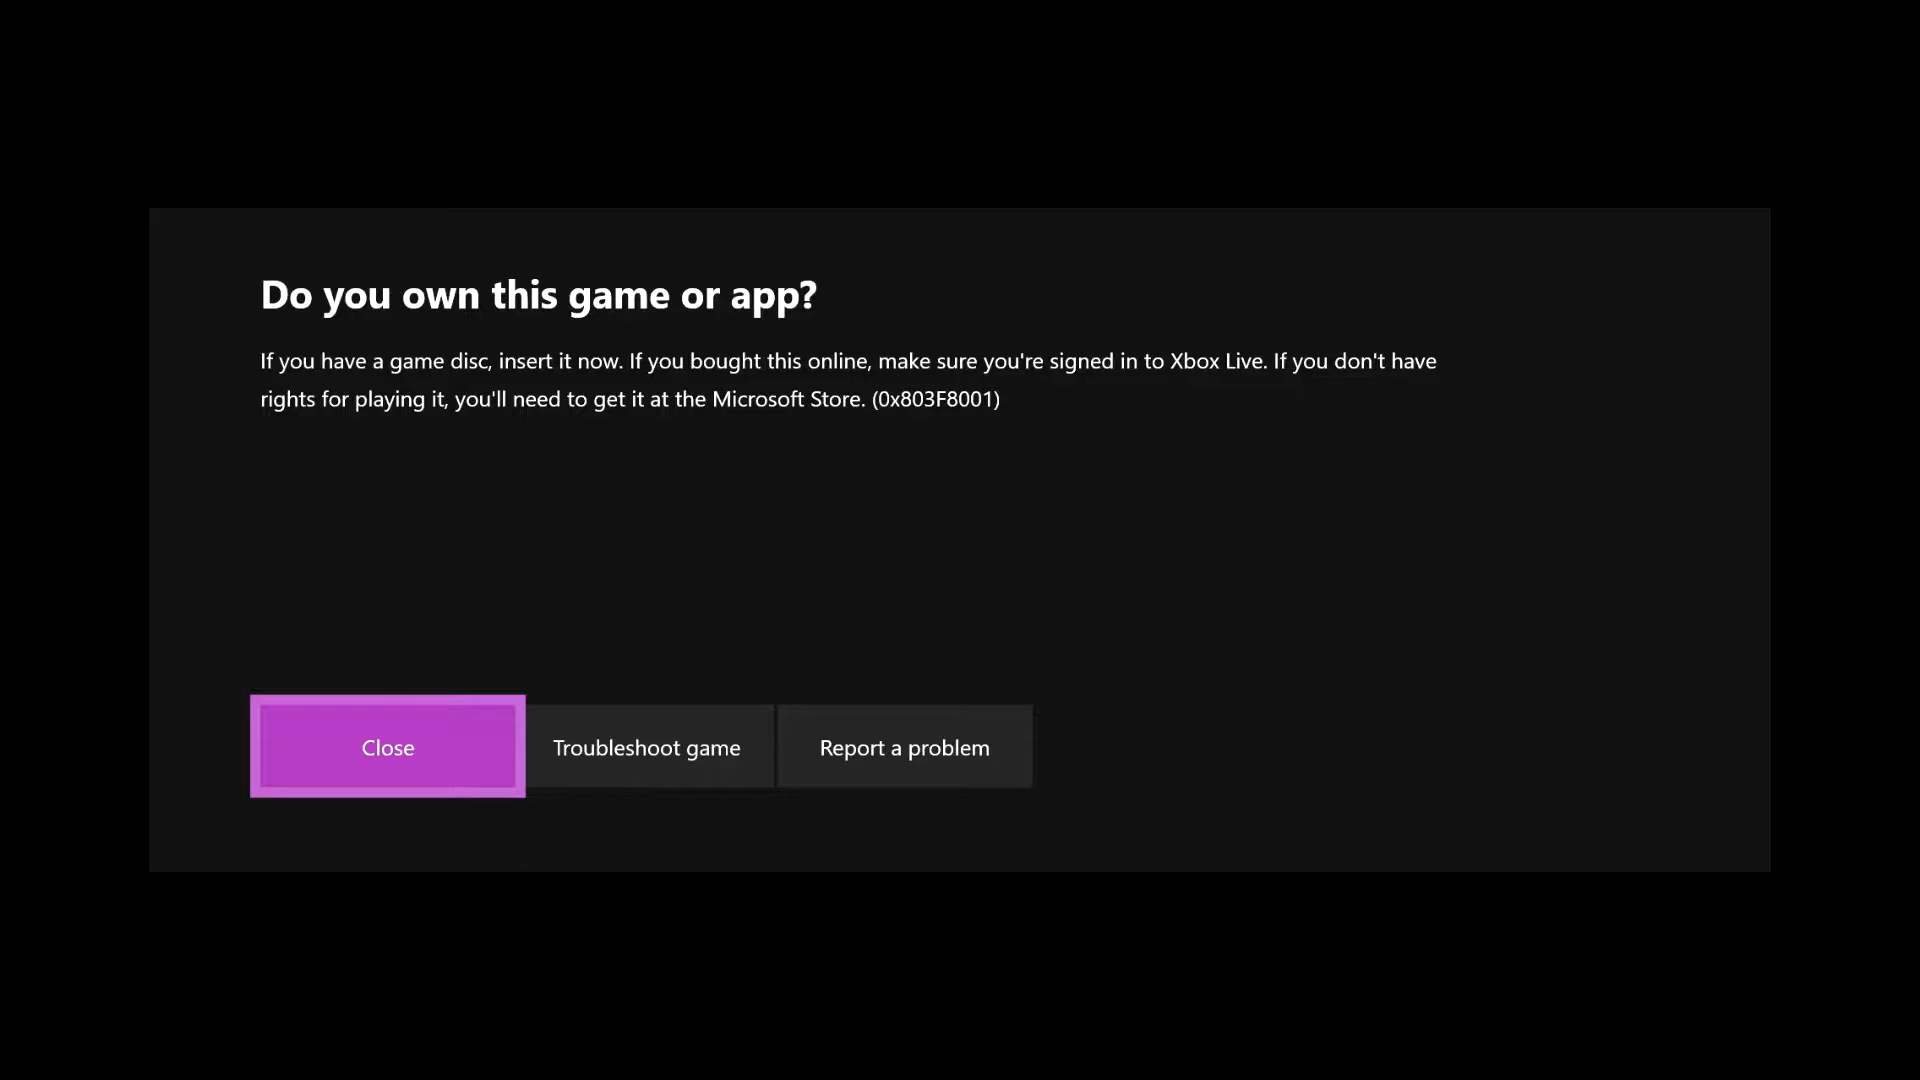 Do you own this game or app?
If you have a game disc, insert it now. If you bought this online, make sure you're signed in to Xbox Live. If you don't have
rights for playing it, you'll need to get it at the Microsoft Store. (0x803F8001)
Close
Troubleshoot game
Report a problem